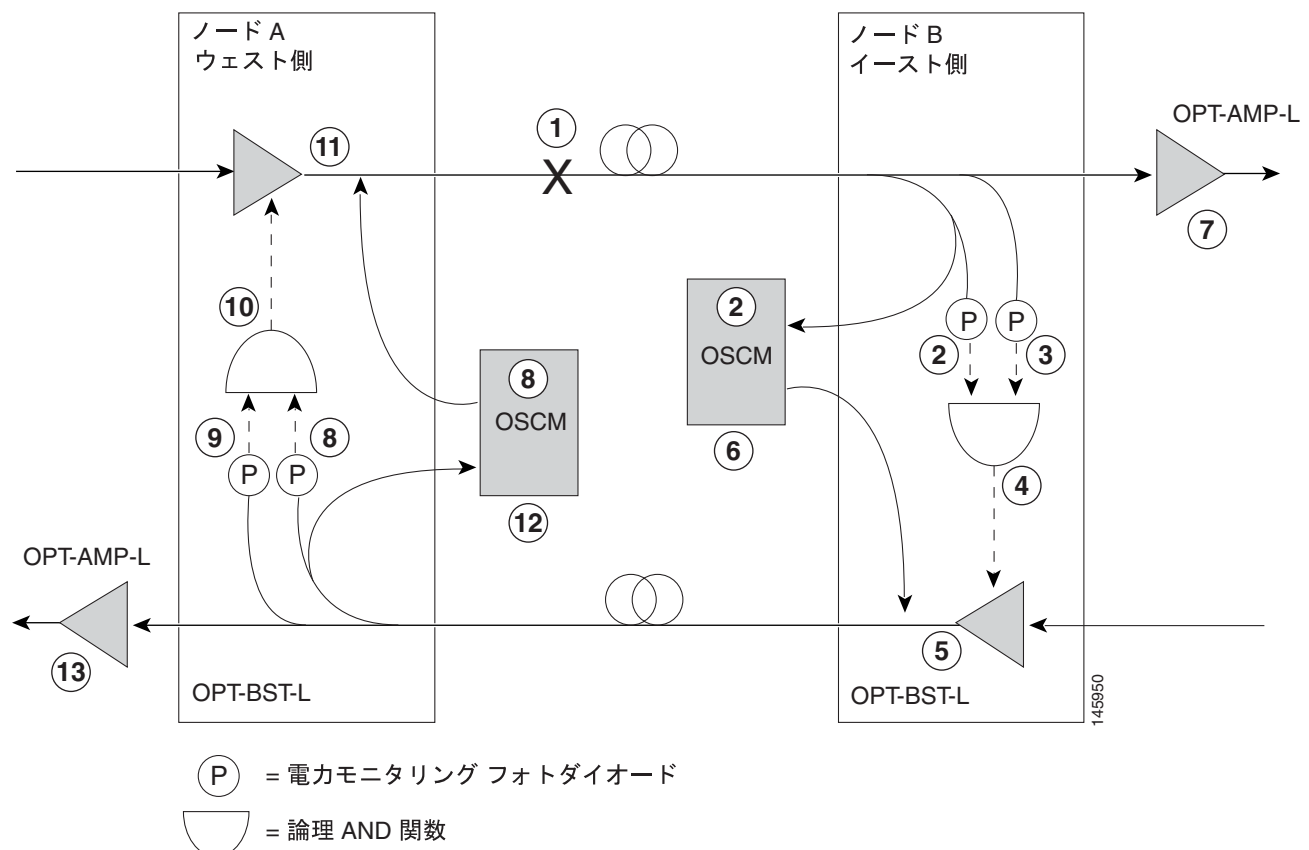 ノード A
ウェスト側
ノード B
イースト側
OPT-AMP-L
1
11
7
2
OSCM
P
P
2
3
10
8
OSCM
9
8
6
P
P
4
12
OPT-AMP-L
13
5
OPT-BST-L
OPT-BST-L
145950
P = 電力モニタリング フォトダイオード
= 論理 AND 関数
X